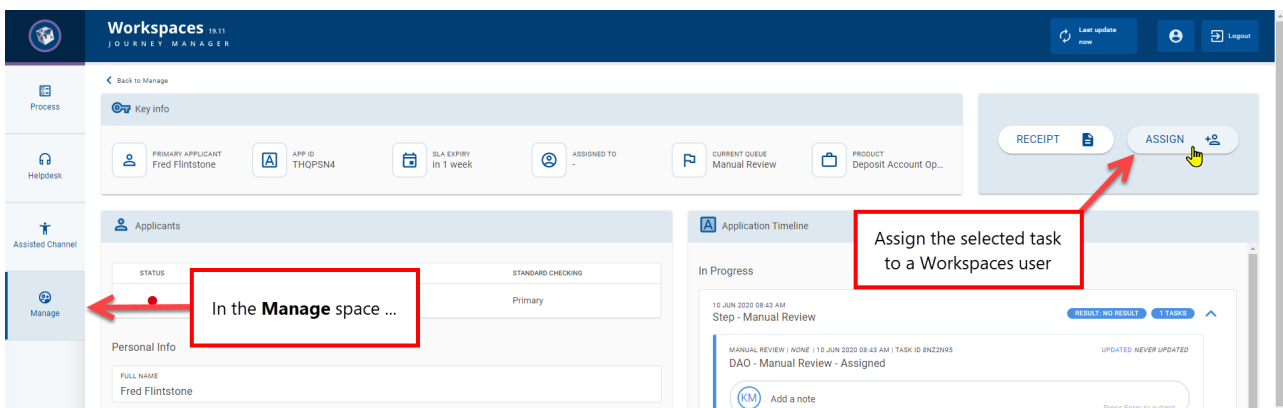 Workspaces 19.11
JOURNEY MANAGER
Last update
now
Logout
Process
Helpdesk
Assisted Channel
Manage
Back to Manage
Key info
PRIMARY APPLICANT
Fred Flintstone
APP ID
THQPSN4
SLA EXPIRY
in 1 week
ASSIGNED TO
-
CURRENT QUEUE
Manual Review
PRODUCT
Deposit Account Op...
RECEIPT
ASSIGN
Assign the selected task
to a Workspaces user
Applicants
STATUS
STANDARD CHECKING
Primary
In the Manage space ...
Personal Info
FULL NAME
Fred Flintstone
A Application Timeline
In Progress
10 JUN 2020 08:43 AM
Step - Manual Review
RESULT: NO RESULT
1 TASKS
MANUAL REVIEW | NONE | 10 JUN 2020 08:43 AM | TASK ID 8NZ2N95
UPDATED NEVER UPDATED
DAO - Manual Review - Assigned
KM Add a note
Press Enter to submit